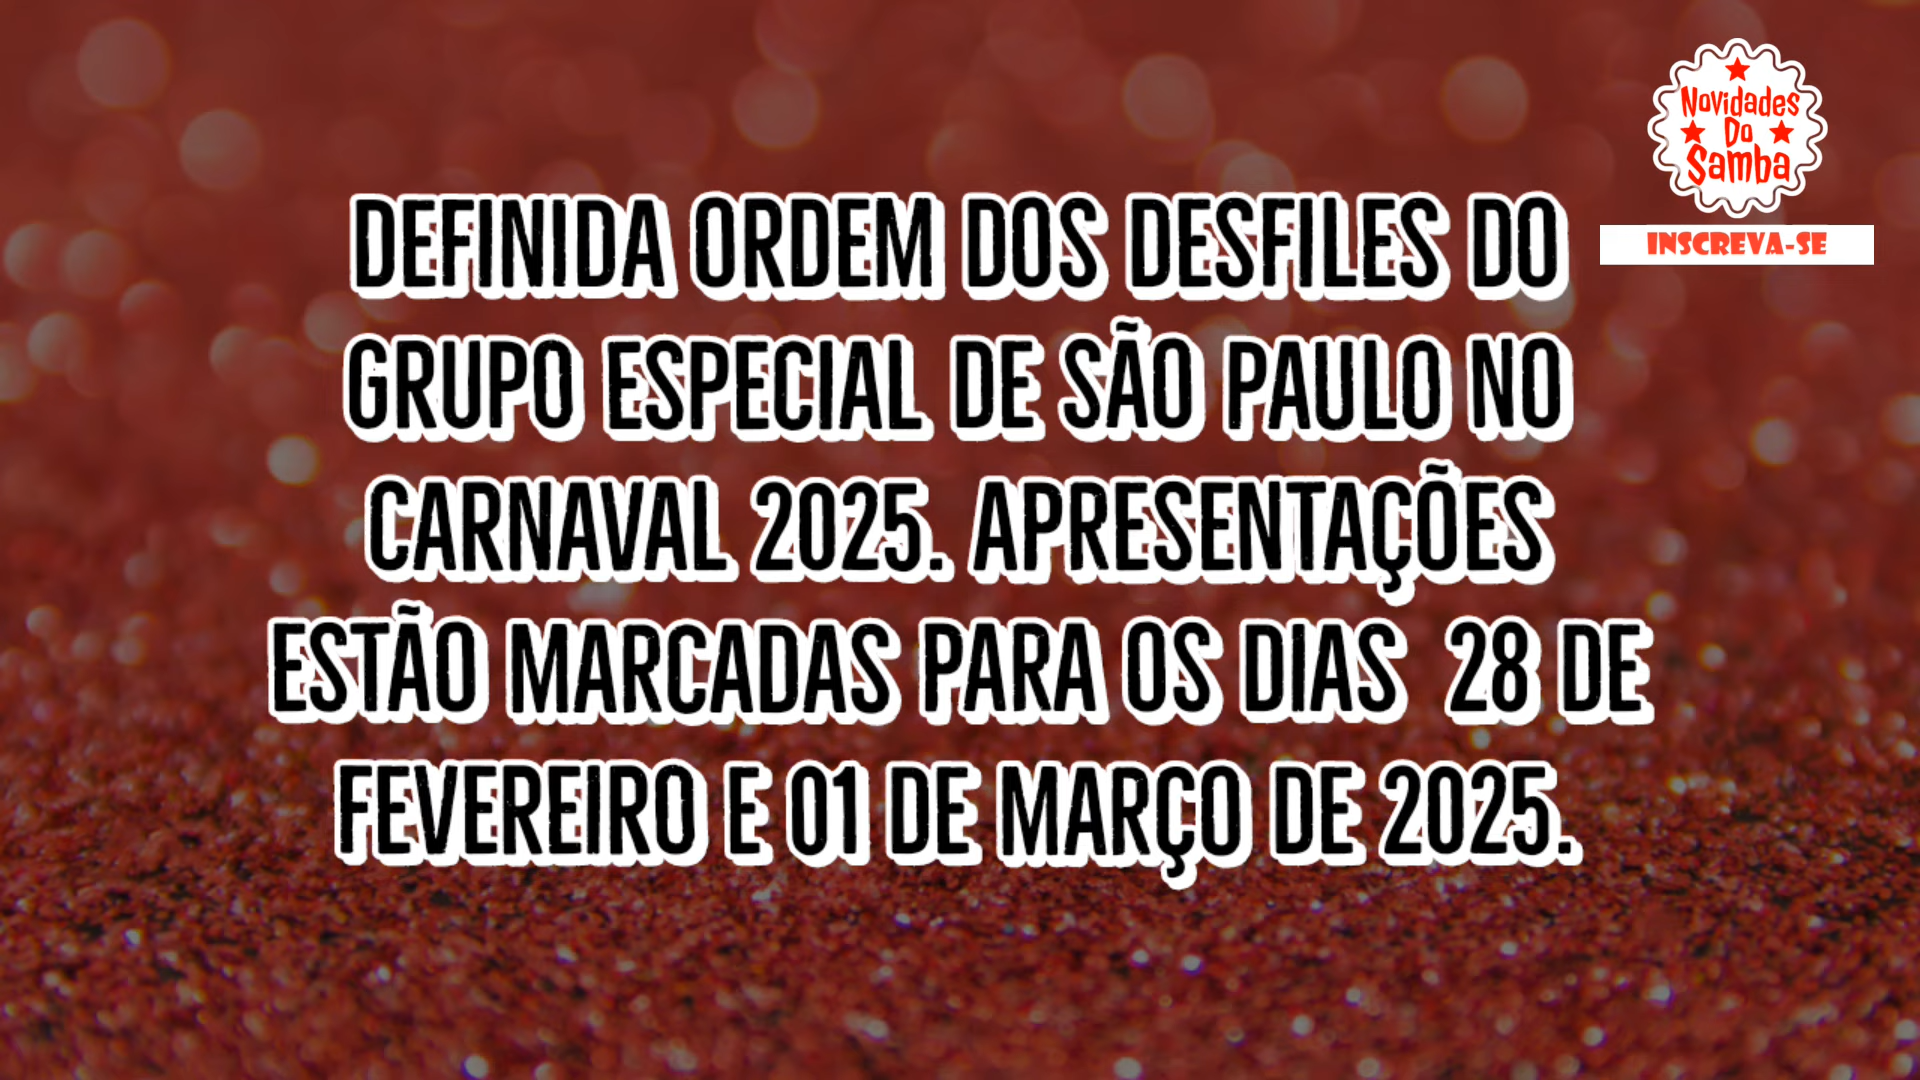 Novidades
Do
Samba
INSCREVA-SE
DEFINIDA ORDEM DOS DESFILES DO
GRUPO ESPECIAL DE SÃO PAULO NO
CARNAVAL 2025. APRESENTAÇÕES
ESTÃO MARCADAS PARA OS DIAS  28 DE
FEVEREIRO E 01 DE MARÇO DE 2025.